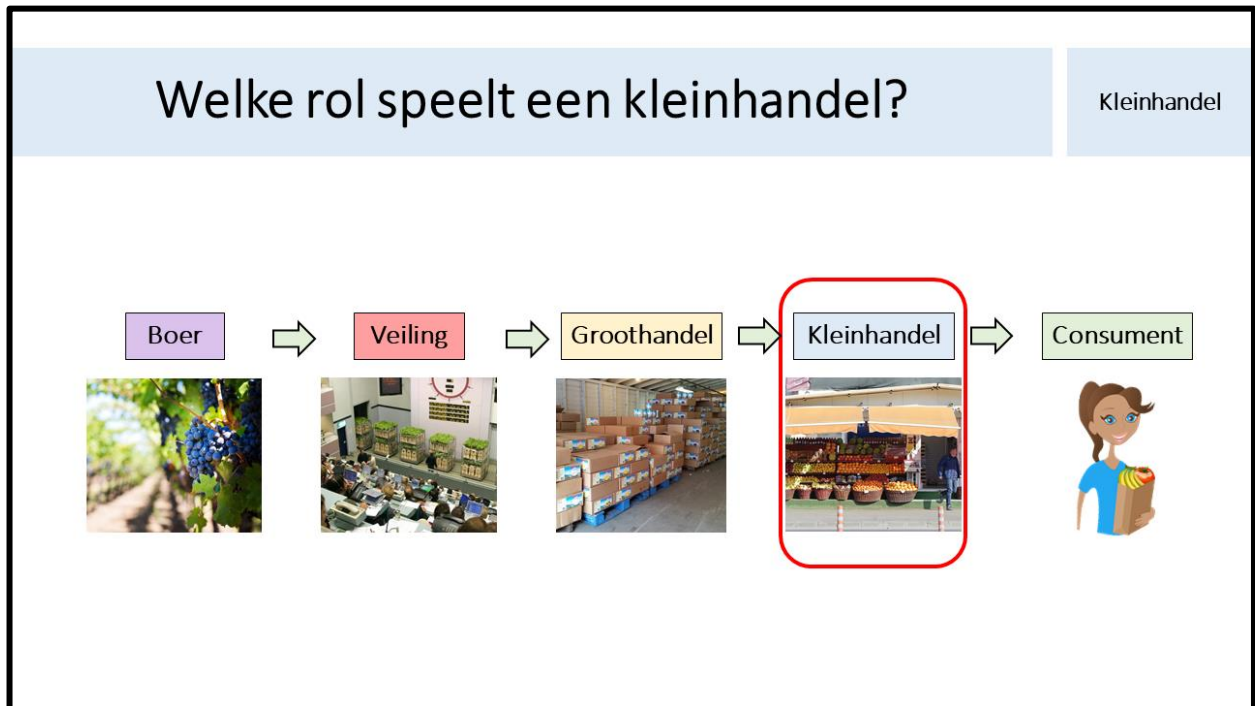 Welke rol speelt een kleinhandel?
Kleinhandel
Boer
Veiling
Groothandel
Kleinhandel
Consument